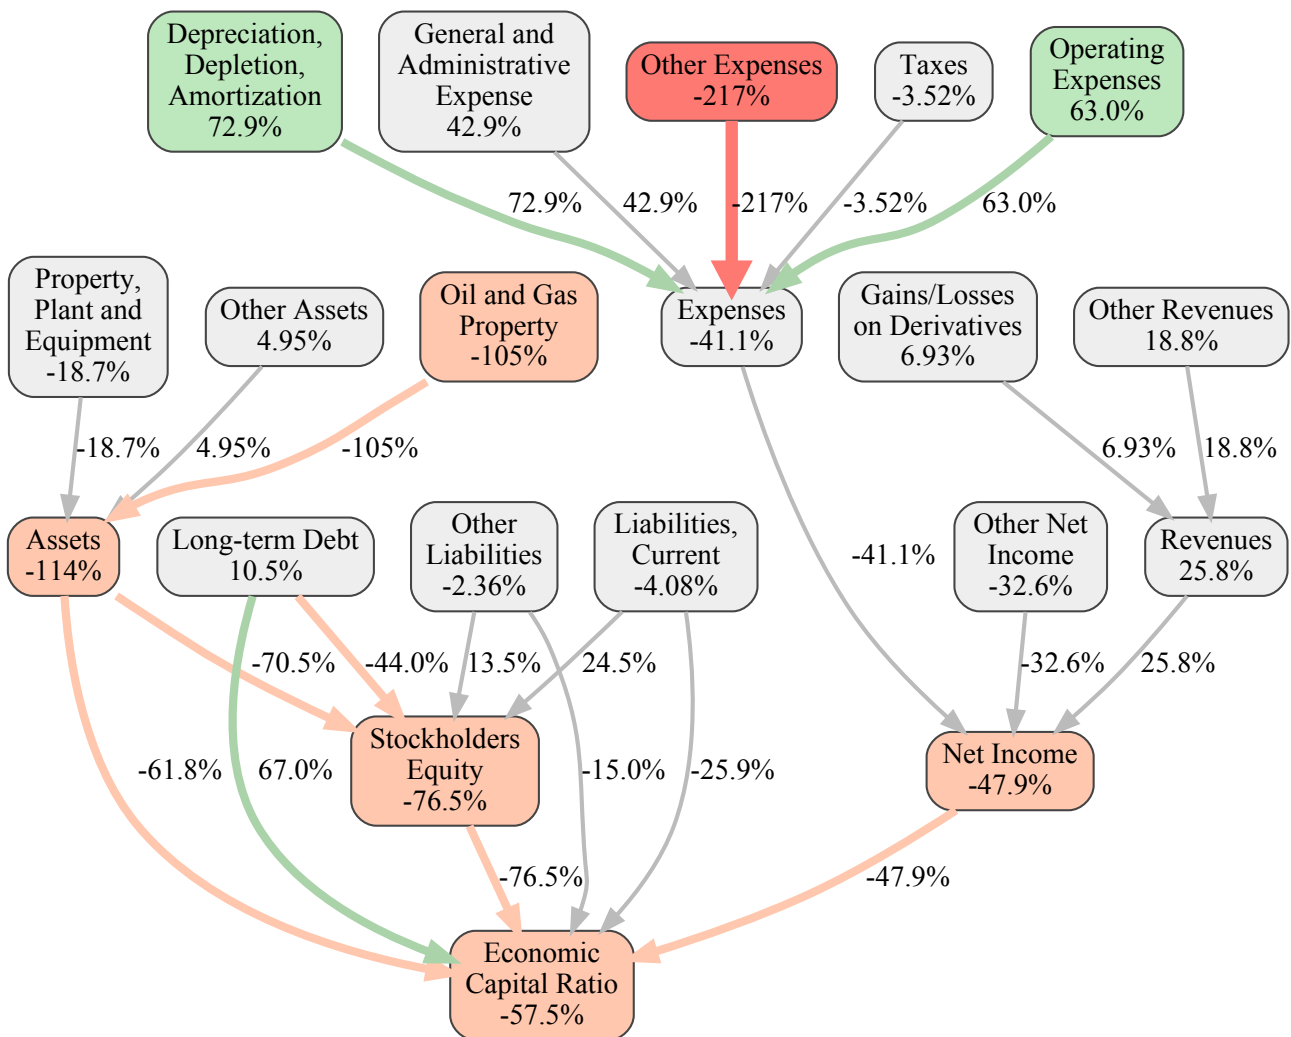 Depreciation,
Depletion,
Amortization
72.9%
General and
Administrative
Expense
42.9%
Other Expenses
-217%
Taxes
-3.52%
Operating
Expenses
63.0%
72.9%
42.9%
-217%
-3.52%
63.0%
Property,
Plant and
Equipment
-18.7%
Other Assets
4.95%
Oil and Gas
Property
-105%
Expenses
-41.1%
Gains/Losses
on Derivatives
6.93%
Other Revenues
18.8%
-18.7%
4.95%
-105%
6.93%
18.8%
Assets
-114%
Long-term Debt
10.5%
Other
Liabilities
-2.36%
Liabilities,
Current
-4.08%
-41.1%
Other Net
Income
-32.6%
Revenues
25.8%
-70.5%
-44.0%
13.5%
24.5%
-32.6%
25.8%
-61.8%
67.0%
Stockholders
Equity
-76.5%
-15.0%
-25.9%
Net Income
-47.9%
-76.5%
-47.9%
Economic
Capital Ratio
-57.5%